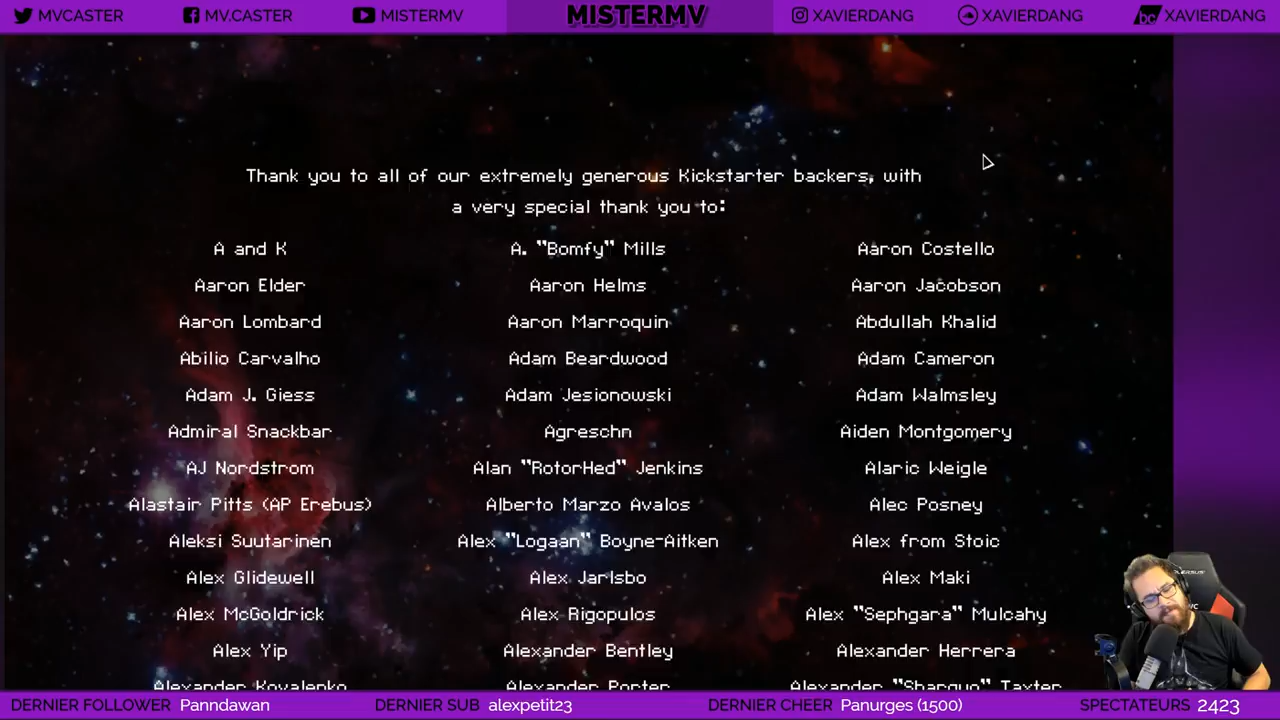 MVCASTER MV.CASTER MISTERMV MISTERMV XAVIERDANG XAVIERDANG XAVIERDANG
Thank you to all of our extremely generous Kickstarter backers, with
a very special thank you to:
A and K A. "Bomfy" Mills Aaron Costello
Aaron Elder Aaron Helms Aaron Jacobson
Aaron Lombard Aaron Marroquin Abdullah Khalid
Abilio Carvalho Adam Beardwood Adam Cameron
Adam J. Giess Adam Jesionowski Adam Walmsley
Admiral Snackbar Agreschn Aiden Montgomery
AJ Nordstrom Alan "RotorHed" Jenkins Alaric Weigle
Alastair Pitts (AP Erebus) Alberto Marzo Avalos Alec Posney
Aleksi Suutarinen Alex "Logaan" Boyne-Aitken Alex from Stoic
Alex Glidewell Alex Jarlsbo Alex Maki
Alex McGoldrick Alex Rigopulos Alex "Sephgara" Mulcahy
Alex Yip Alexander Bentley Alexander Herrera
Alexander Kovalenko Alexander Porter Alexander
DERNIER FOLLOWER Panndawan DERNIER SUB alexpetit23 DERNIER CHEER Panurges (1500) SPECTATEURS 2423